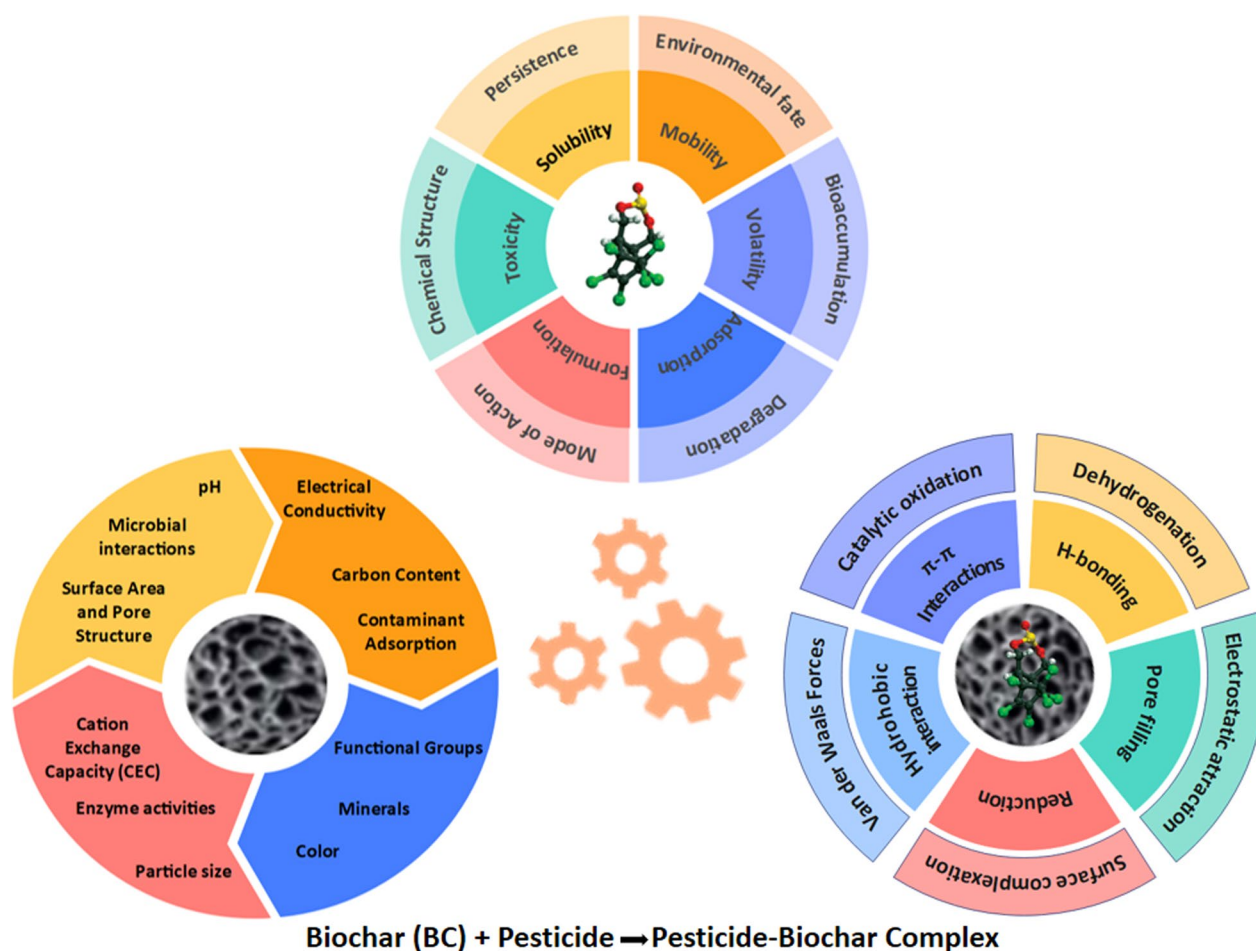 Persistence
Environmental fate
Solubility
Mobility
Chemical Structure
Toxicity
Volatility
Bioaccumulation
Formulation
Adsorption
Mode of Action
Degradation
pH
Microbial
interactions
Surface Area
and Pore
Structure
Electrical
Conductivity
Carbon Content
Contaminant
Adsorption
Cation
Exchange
Capacity (CEC)
Enzyme activities
Particle size
Functional Groups
Minerals
Color
Catalytic oxidation
Dehydrogenation
π-π
Interactions
H-bonding
Van der Waals Forces
Hydrohobic
interaction
Pore filling
Electrostatic attraction
Reduction
Surface complexation
Biochar (BC) + Pesticide ➡ Pesticide-Biochar Complex